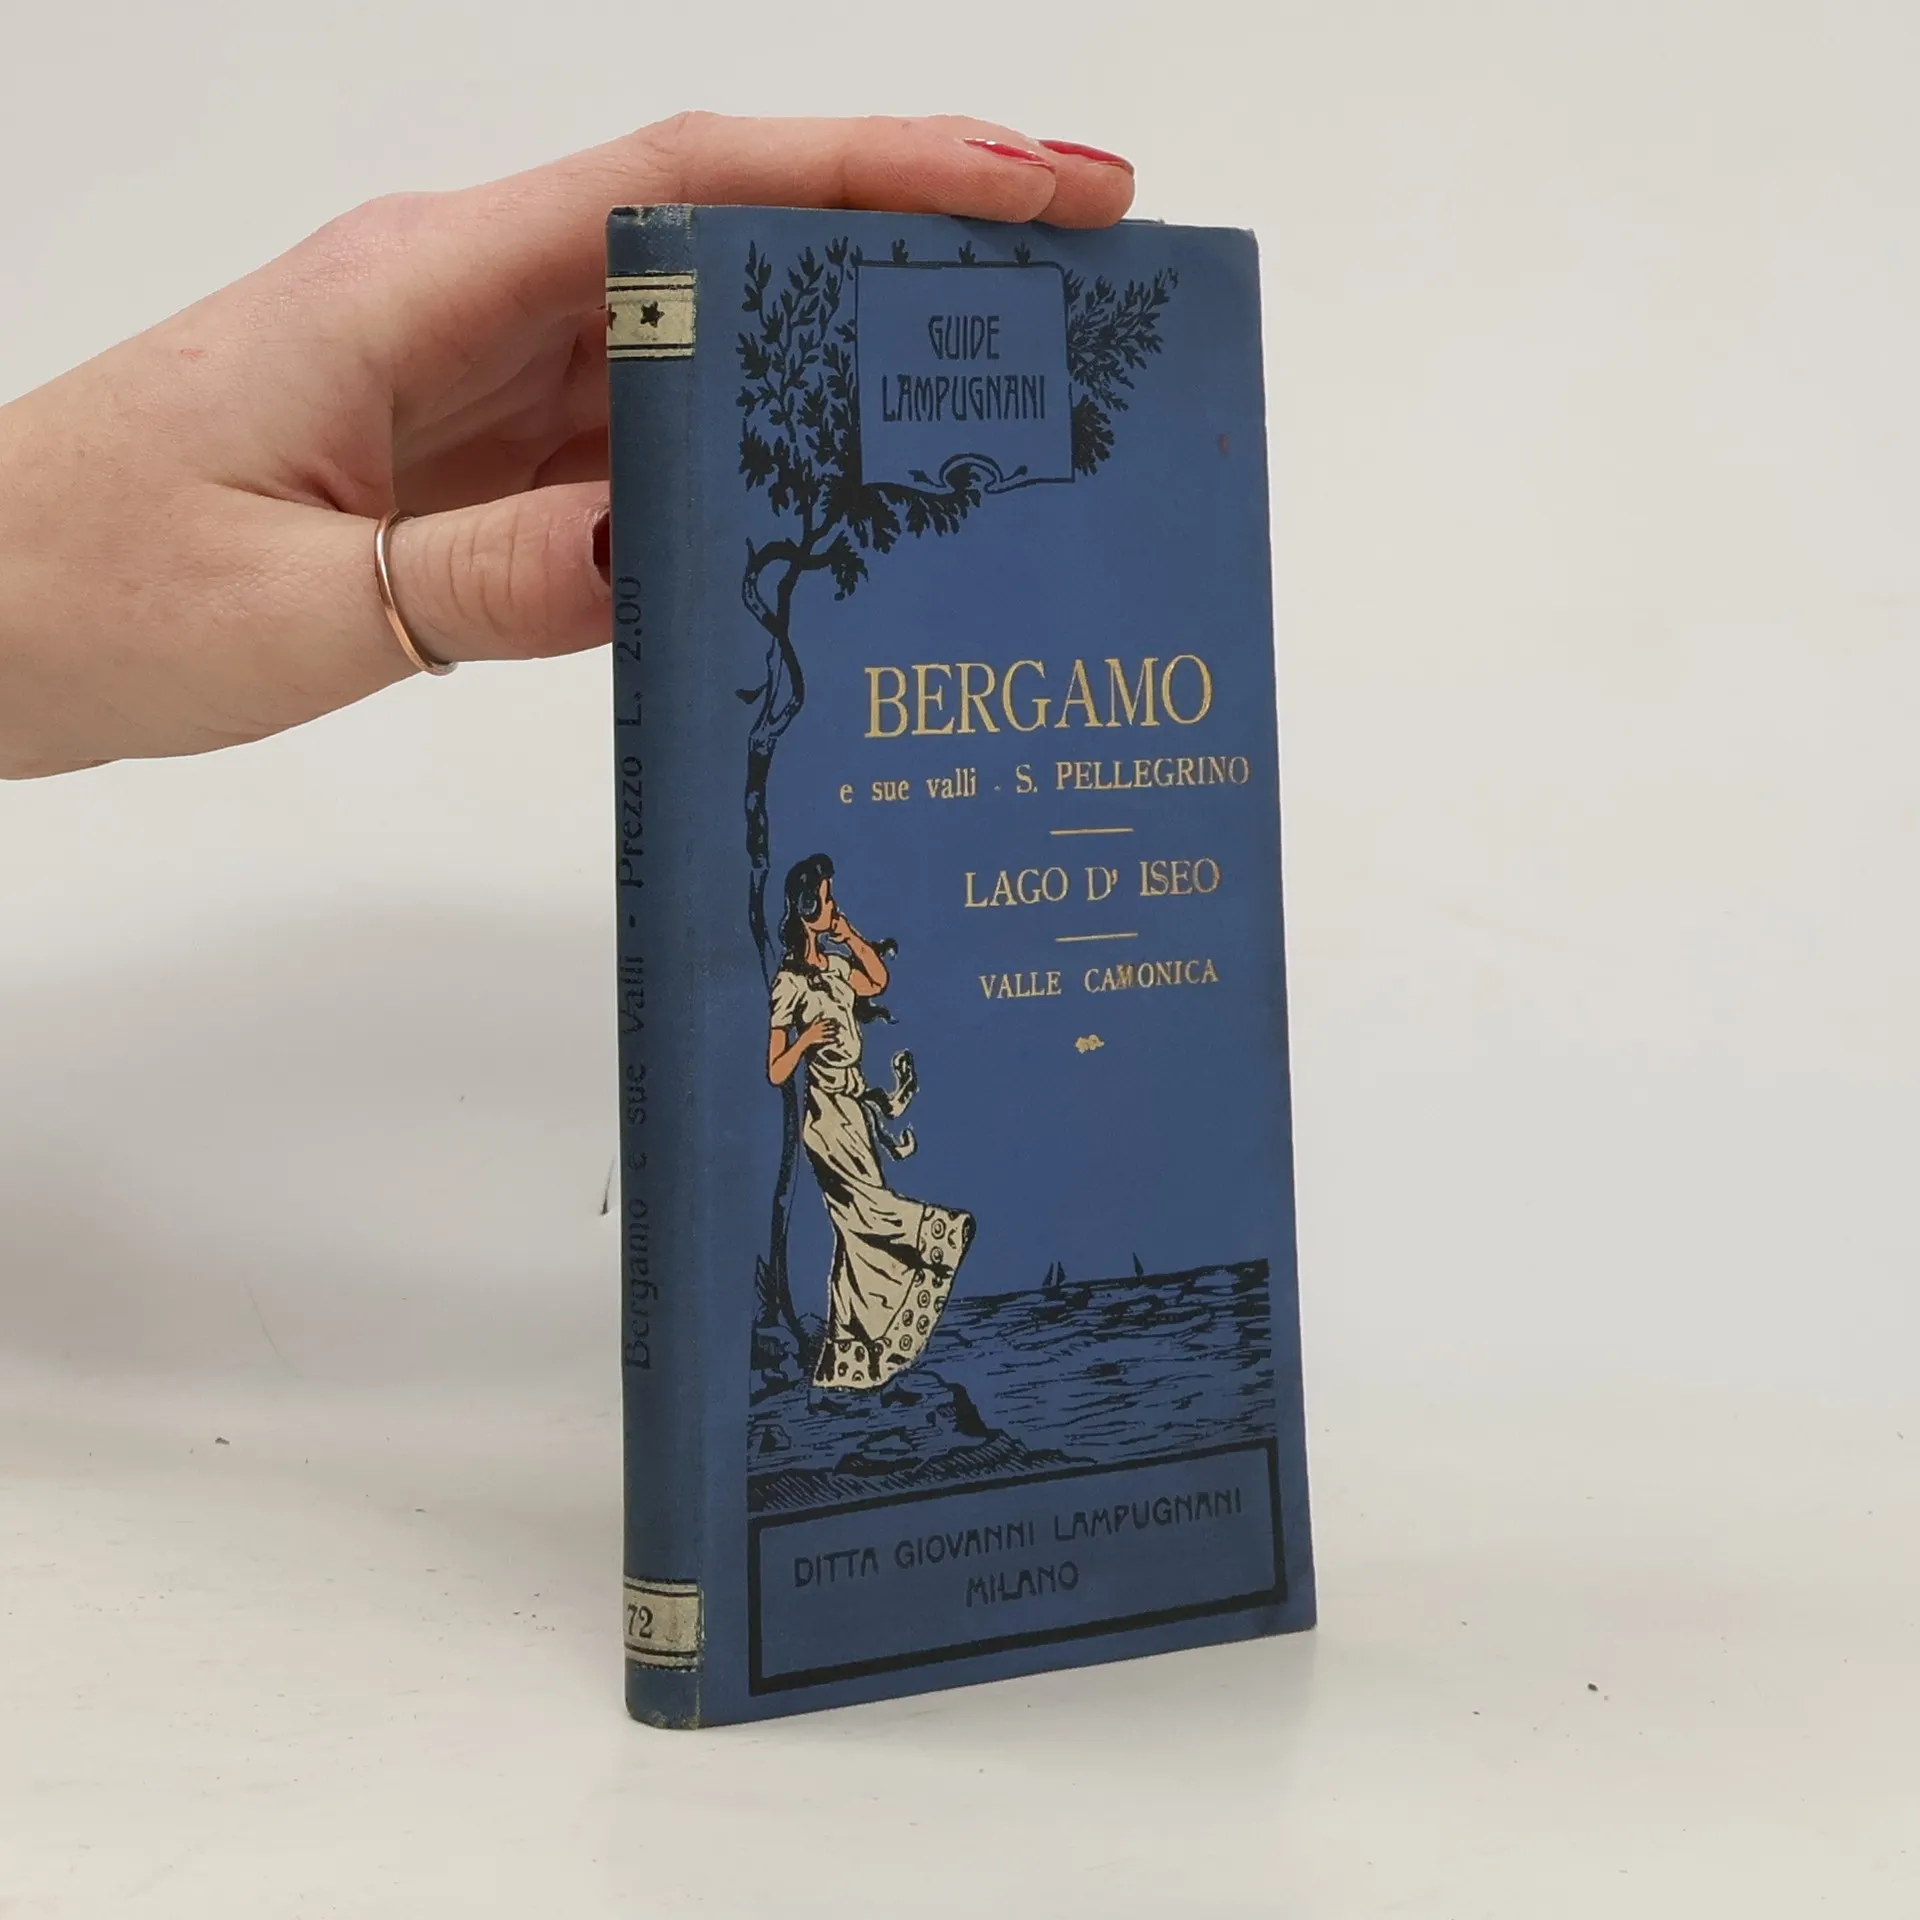 GUIDE
LAMPUGNANI
BERGAMO
e sue valli . S. PELLEGRINO
LAGO D' ISEO
VALLE CAMONICA
DITTA GIOVANNI LAMPUGNANI
MILANO
Bergamo e sue Valli - Prezzo L. 2.00
72